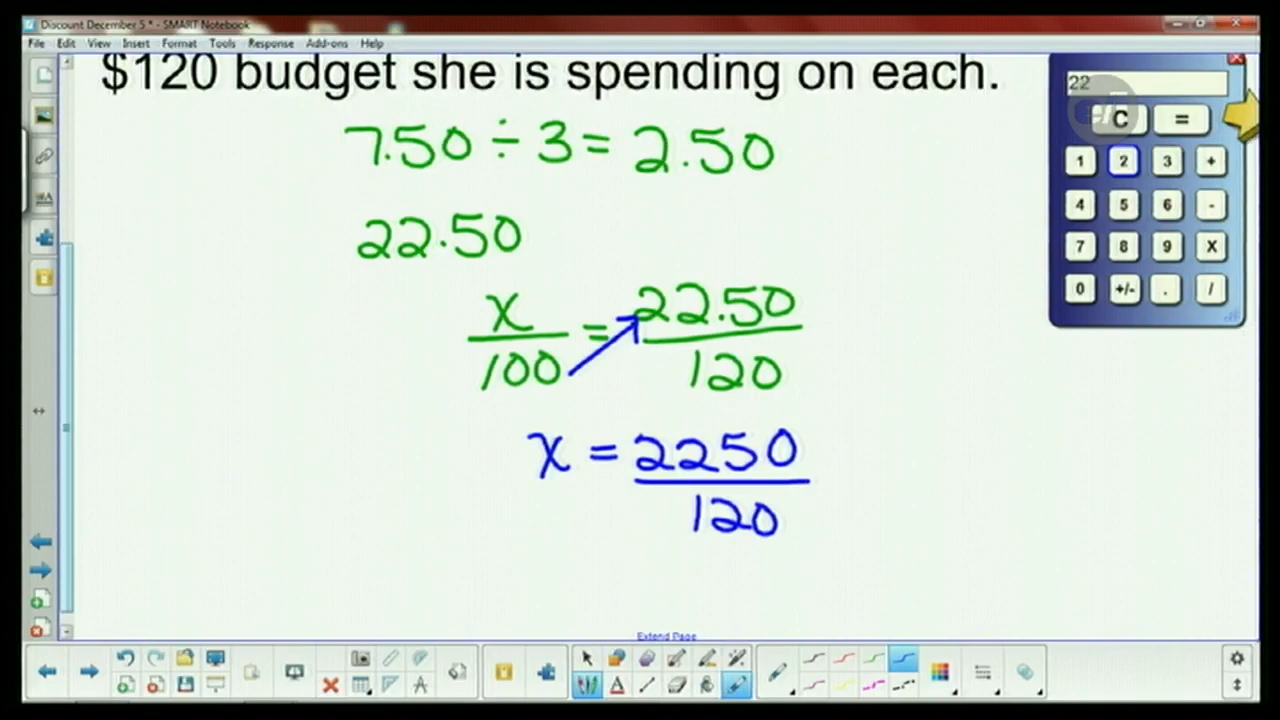 Discount December 5 * - SMART Notebook
File Edit View Insert Format Tools Response Add-ons Help
$120 budget she is spending on each.
7.50 ÷ 3 = 2.50
22.50
x/100 = 22.50/120
x = 2250/120
22
C =
1 2 3 +
4 5 6 -
7 8 9 X
0 +/- . /
Extend Page